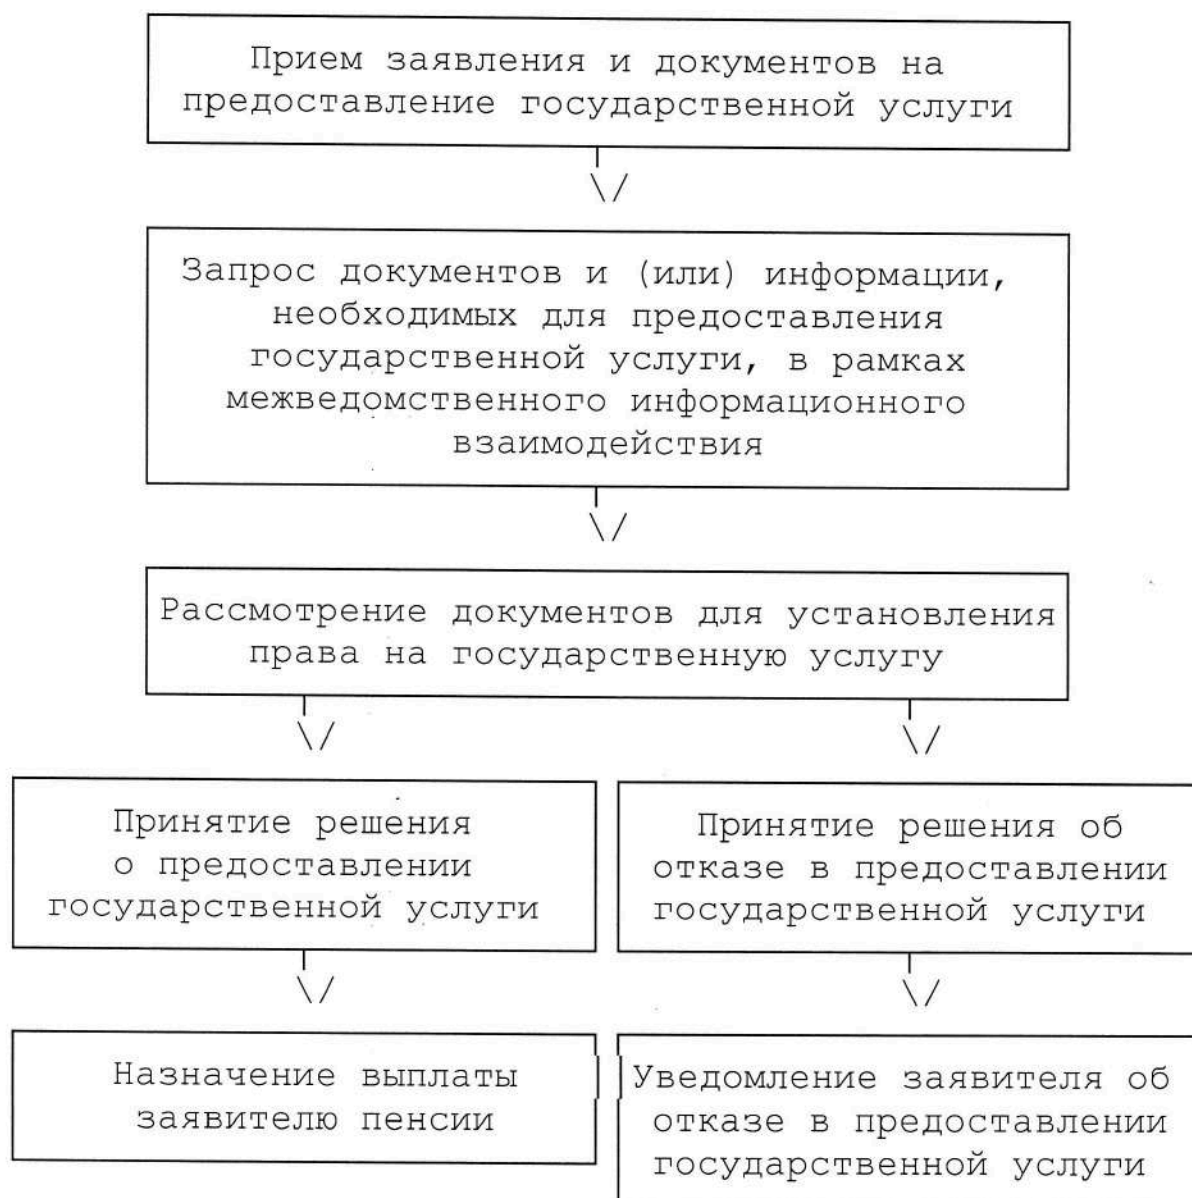 Прием заявления и документов на
предоставление государственной услуги
\/
Запрос документов и (или) информации,
необходимых для предоставления
государственной услуги, в рамках
межведомственного информационного
взаимодействия
\/
Рассмотрение документов для установления
права на государственную услугу
\/
\/
Принятие решения
о предоставлении
государственной услуги
\/
Назначение выплаты
заявителю пенсии
Принятие решения об
отказе в предоставлении
государственной услуги
\/
Уведомление заявителя об
отказе в предоставлении
государственной услуги